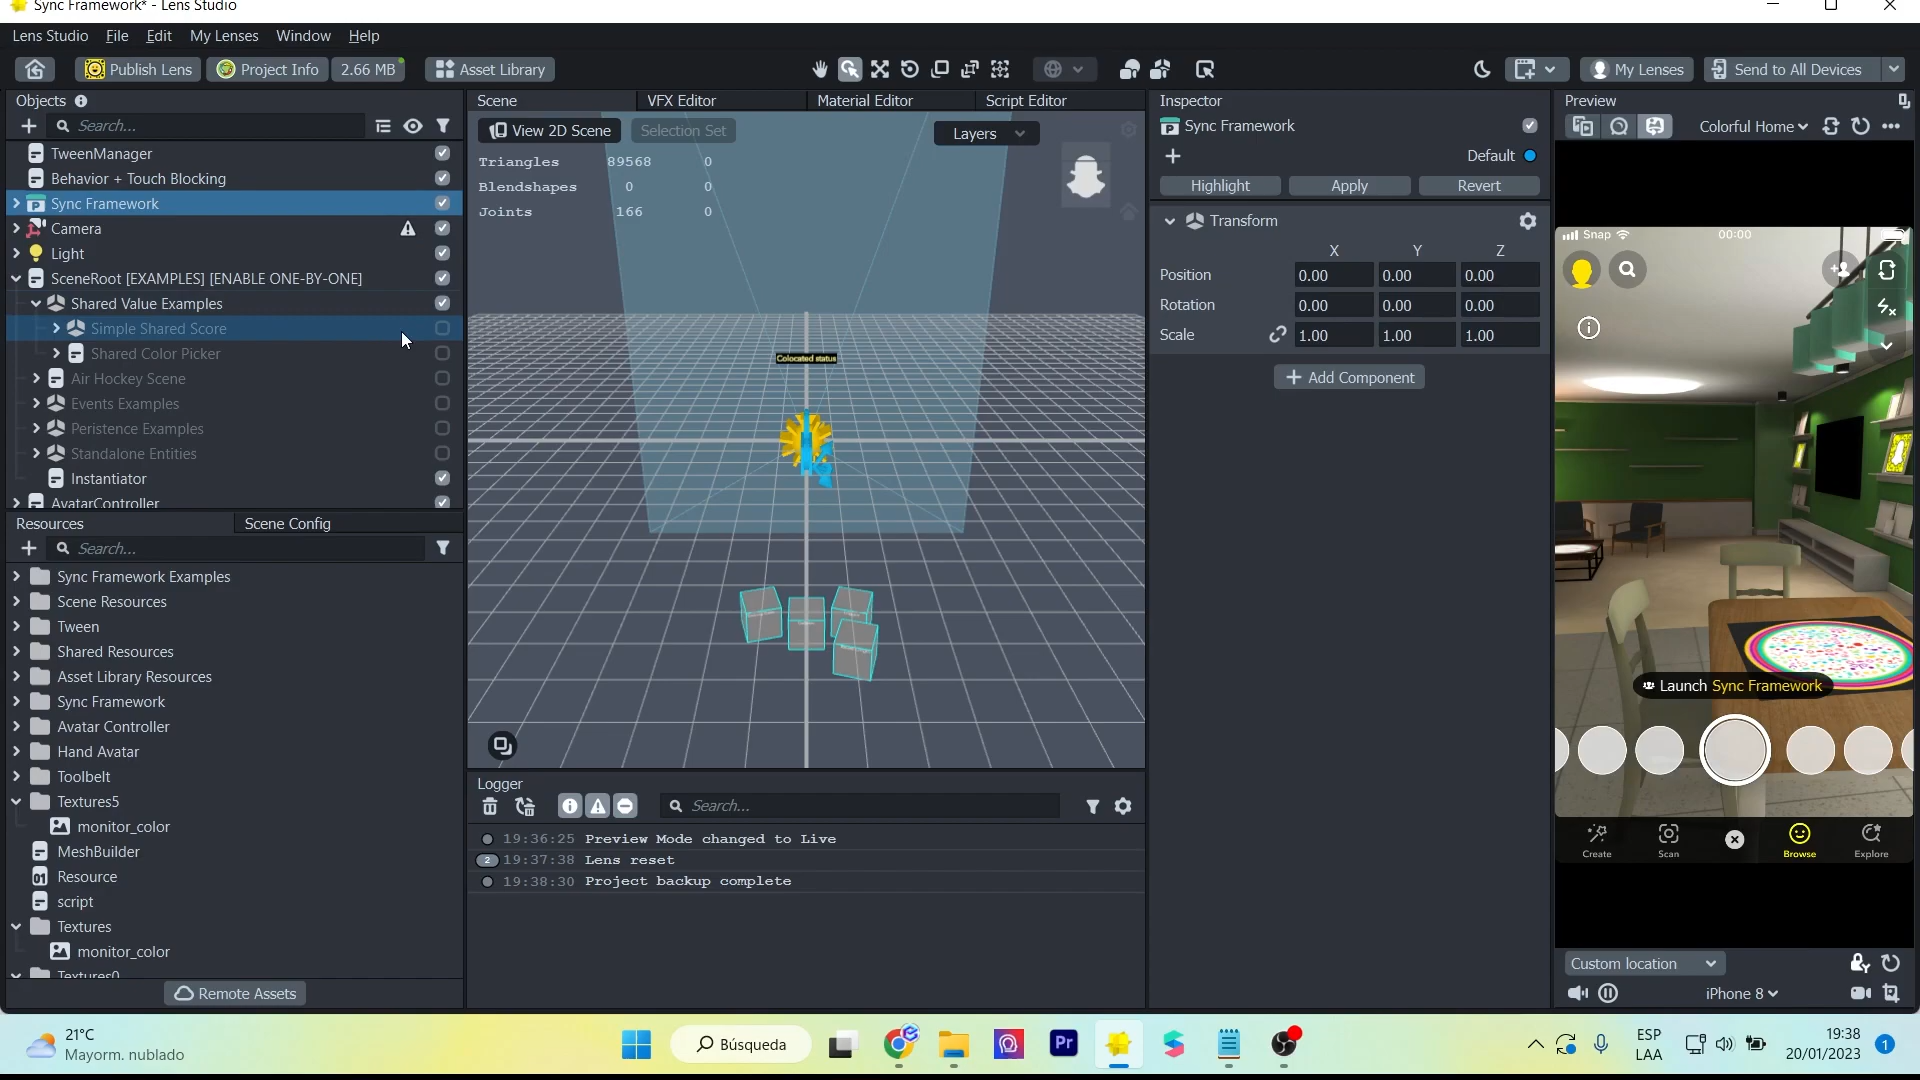 Sync Framework* - Lens Studio
Lens Studio File Edit My Lenses Window Help
Publish Lens Project Info 2.66 MB Asset Library My Lenses Send to All Devices
Objects
Search...
TweenManager
Behavior + Touch Blocking
Sync Framework
Camera
Light
SceneRoot [EXAMPLES] [ENABLE ONE-BY-ONE]
Shared Value Examples
Simple Shared Score
Shared Color Picker
Air Hockey Scene
Events Examples
Peristence Examples
Standalone Entities
Instantiator
AvatarController
Resources Scene Config
Search...
Sync Framework Examples
Scene Resources
Tween
Shared Resources
Asset Library Resources
Sync Framework
Avatar Controller
Hand Avatar
Toolbelt
Textures5
monitor_color
MeshBuilder
01 Resource
script
Textures
monitor_color
Textures0
Remote Assets
Scene VFX Editor Material Editor Script Editor
View 2D Scene Selection Set Layers
Triangles 89568 0
Blendshapes 0 0
Joints 166 0
Colocated status
Logger
Search...
19:36:25 Preview Mode changed to Live
2 19:37:38 Lens reset
19:38:30 Project backup complete
Inspector
Sync Framework
Default
Highlight Apply Revert
Transform
X Y Z
Position 0.00 0.00 0.00
Rotation 0.00 0.00 0.00
Scale 1.00 1.00 1.00
+ Add Component
Preview
Colorful Home
Snap 00:00
Launch Sync Framework
Create Scan Browse Explore
Custom location
iPhone 8
21°C
Mayorm. nublado
Búsqueda
Pr
ESP
LAA
19:38
20/01/2023
1